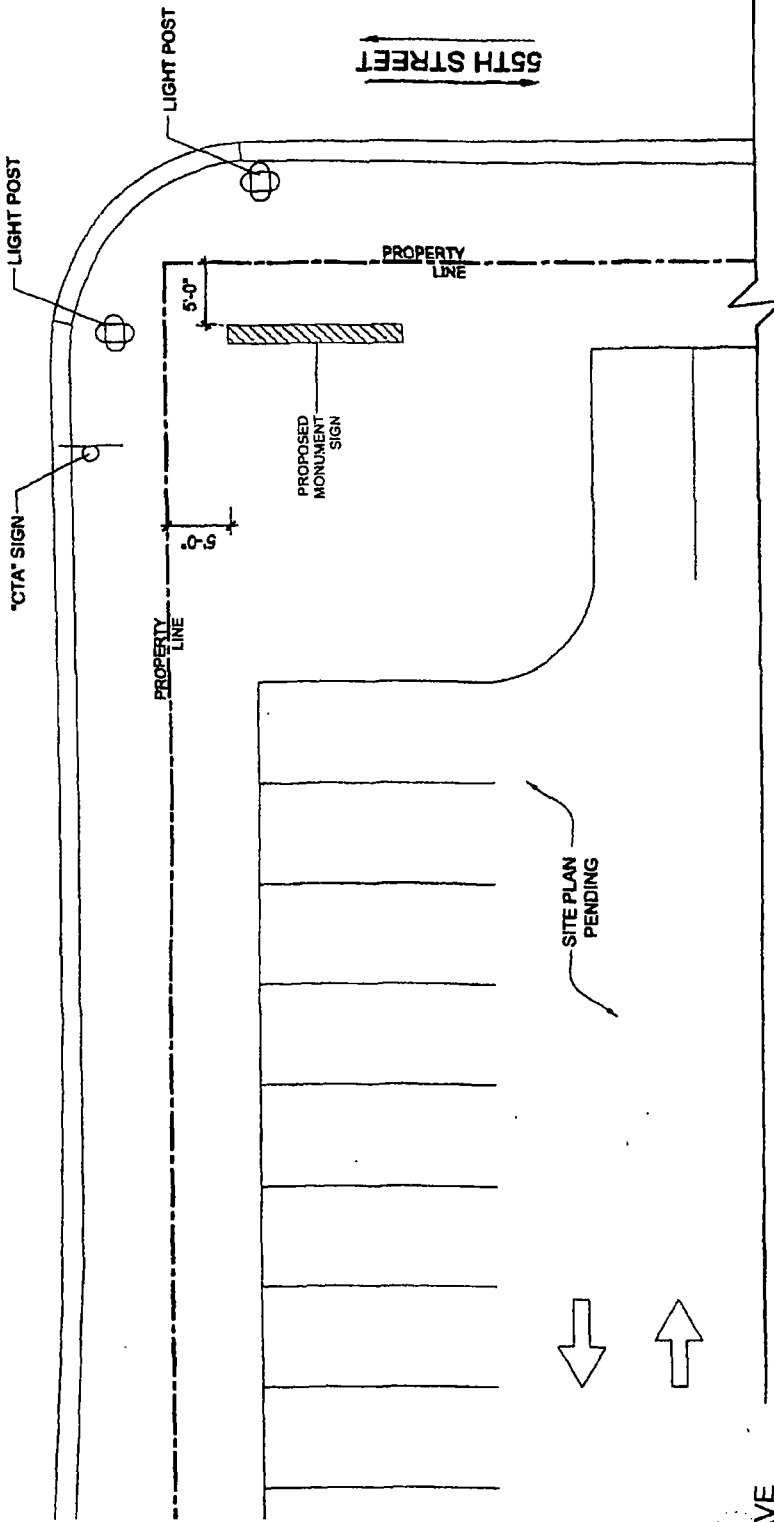 LIGHT POST
LIGHT POST
"CTA" SIGN
55TH STREET
PROPERTY
LINE
5'-0"
PROPOSED
MONUMENT
SIGN
5'-0"
PROPERTY
LINE
SITE PLAN
PENDING
VE